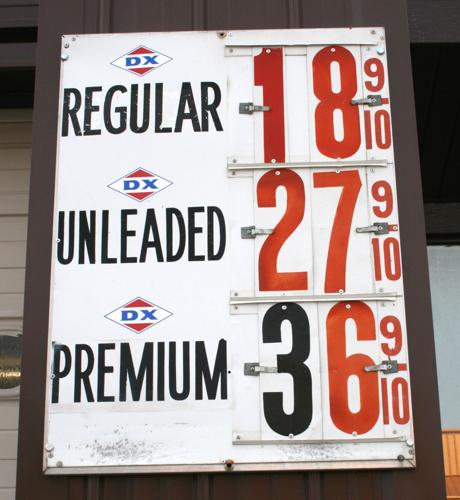 DX
REGULAR 18 9/10
DX
UNLEADED 27 9/10
DX
PREMIUM 36 9/10